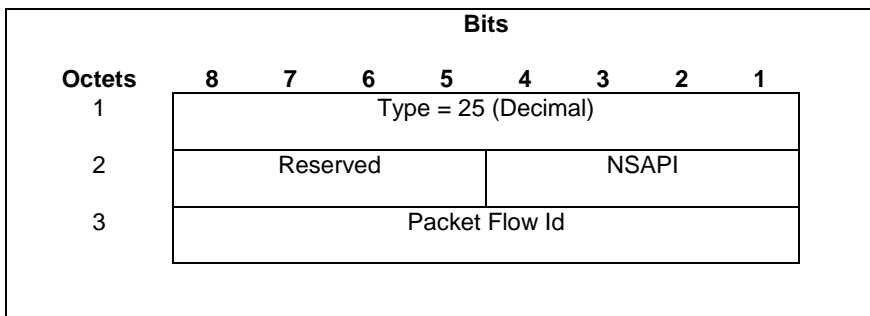 Bits
Octets 8 7 6 5 4 3 2 1
1 Type = 25 (Decimal)
2 Reserved NSAPI
3 Packet Flow Id